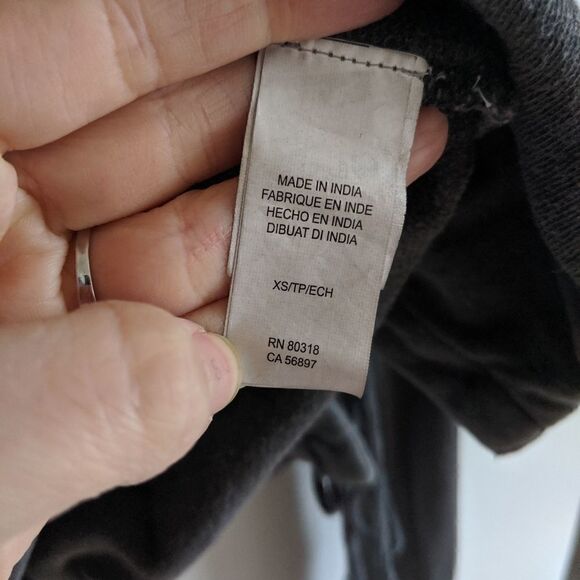 MADE IN INDIA
FABRIQUE EN INDE
HECHO EN INDIA
DIBUAT DI INDIA
XS/TP/ECH
RN 80318
CA 56897